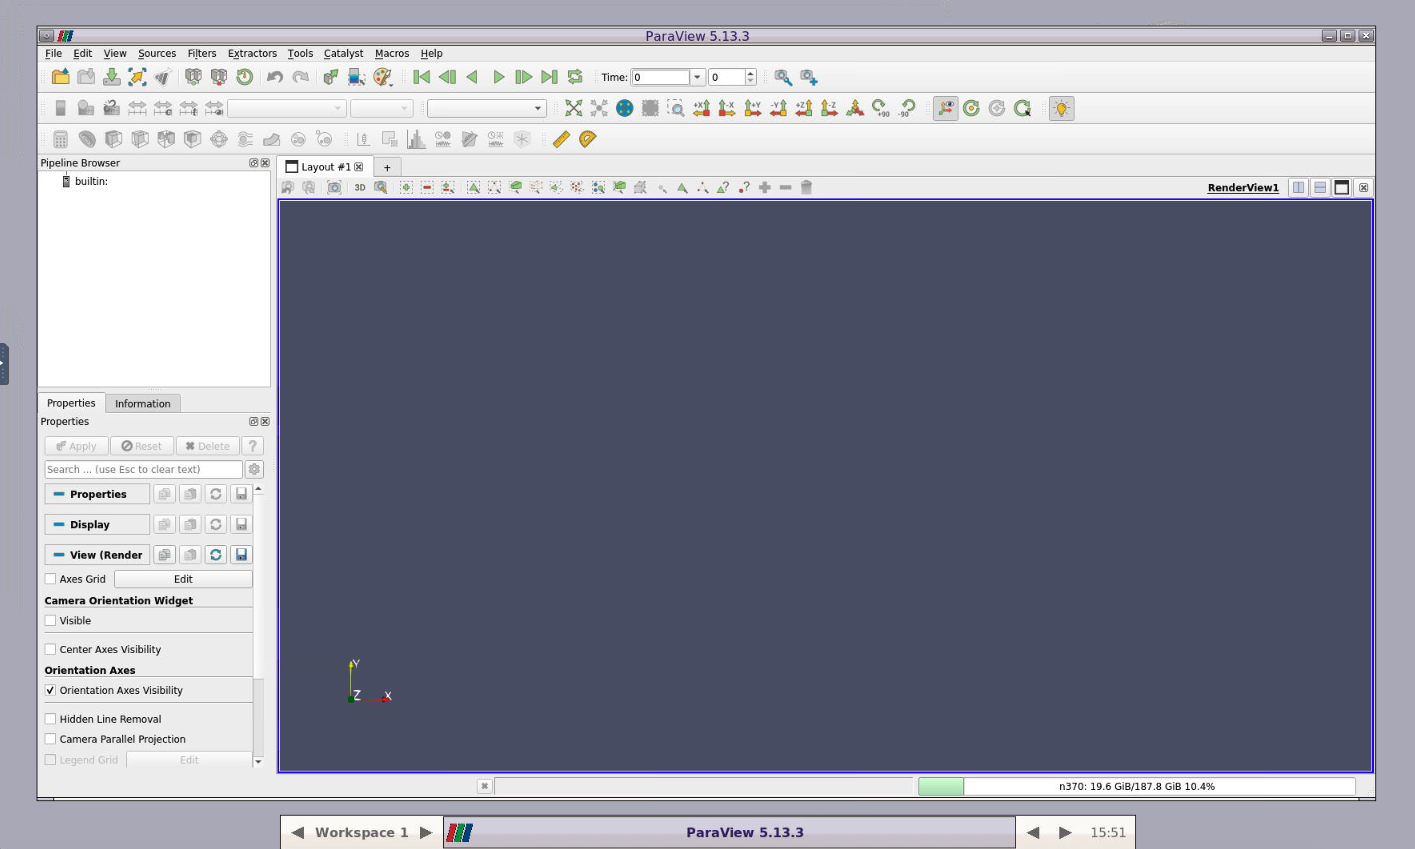 ParaView 5.13.3
File Edit View Sources Filters Extractors Tools Catalyst Macros Help
Time: 0 0
+X -X +Y -Y +Z -Z +90 -90
Pipeline Browser
builtin:
Layout #1 +
3D
RenderView1
Properties Information
Properties
Apply Reset Delete ?
Search ... (use Esc to clear text)
Properties
Display
View (Render
Axes Grid Edit
Camera Orientation Widget
Visible
Center Axes Visibility
Orientation Axes
Orientation Axes Visibility
Hidden Line Removal
Camera Parallel Projection
Legend Grid Edit
Y
Z X
n370: 19.6 GiB/187.8 GiB 10.4%
Workspace 1 ParaView 5.13.3 15:51